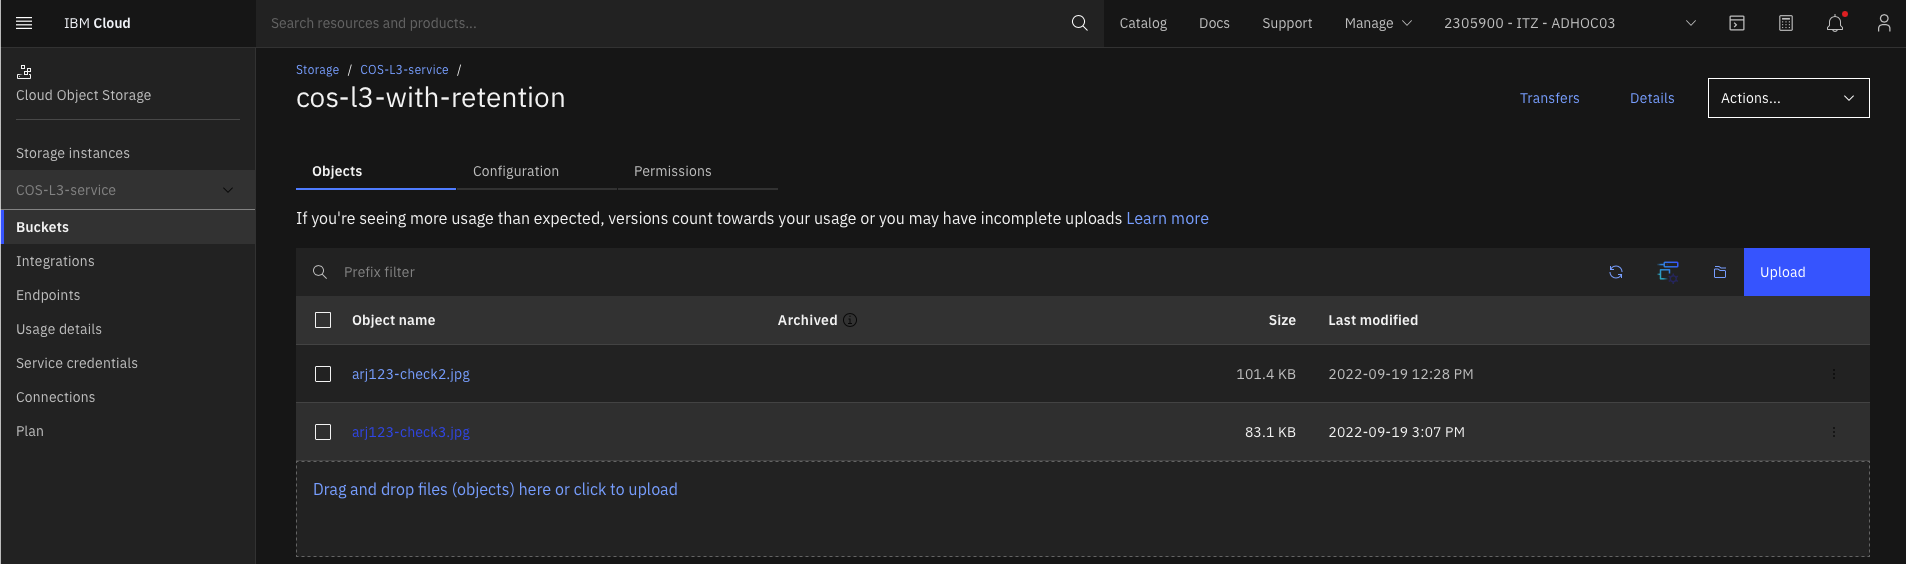 IBM Cloud
Search resources and products...
Catalog
Docs
Support
Manage
2305900 - ITZ - ADHOC03
Cloud Object Storage
Storage instances
COS-L3-service
Buckets
Integrations
Endpoints
Usage details
Service credentials
Connections
Plan
Storage / COS-L3-service /
cos-l3-with-retention
Transfers
Details
Actions...
Objects
Configuration
Permissions
If you're seeing more usage than expected, versions count towards your usage or you may have incomplete uploads Learn more
Prefix filter
Upload
Object name Archived Size Last modified
arj123-check2.jpg 101.4 KB 2022-09-19 12:28 PM
arj123-check3.jpg 83.1 KB 2022-09-19 3:07 PM
Drag and drop files (objects) here or click to upload